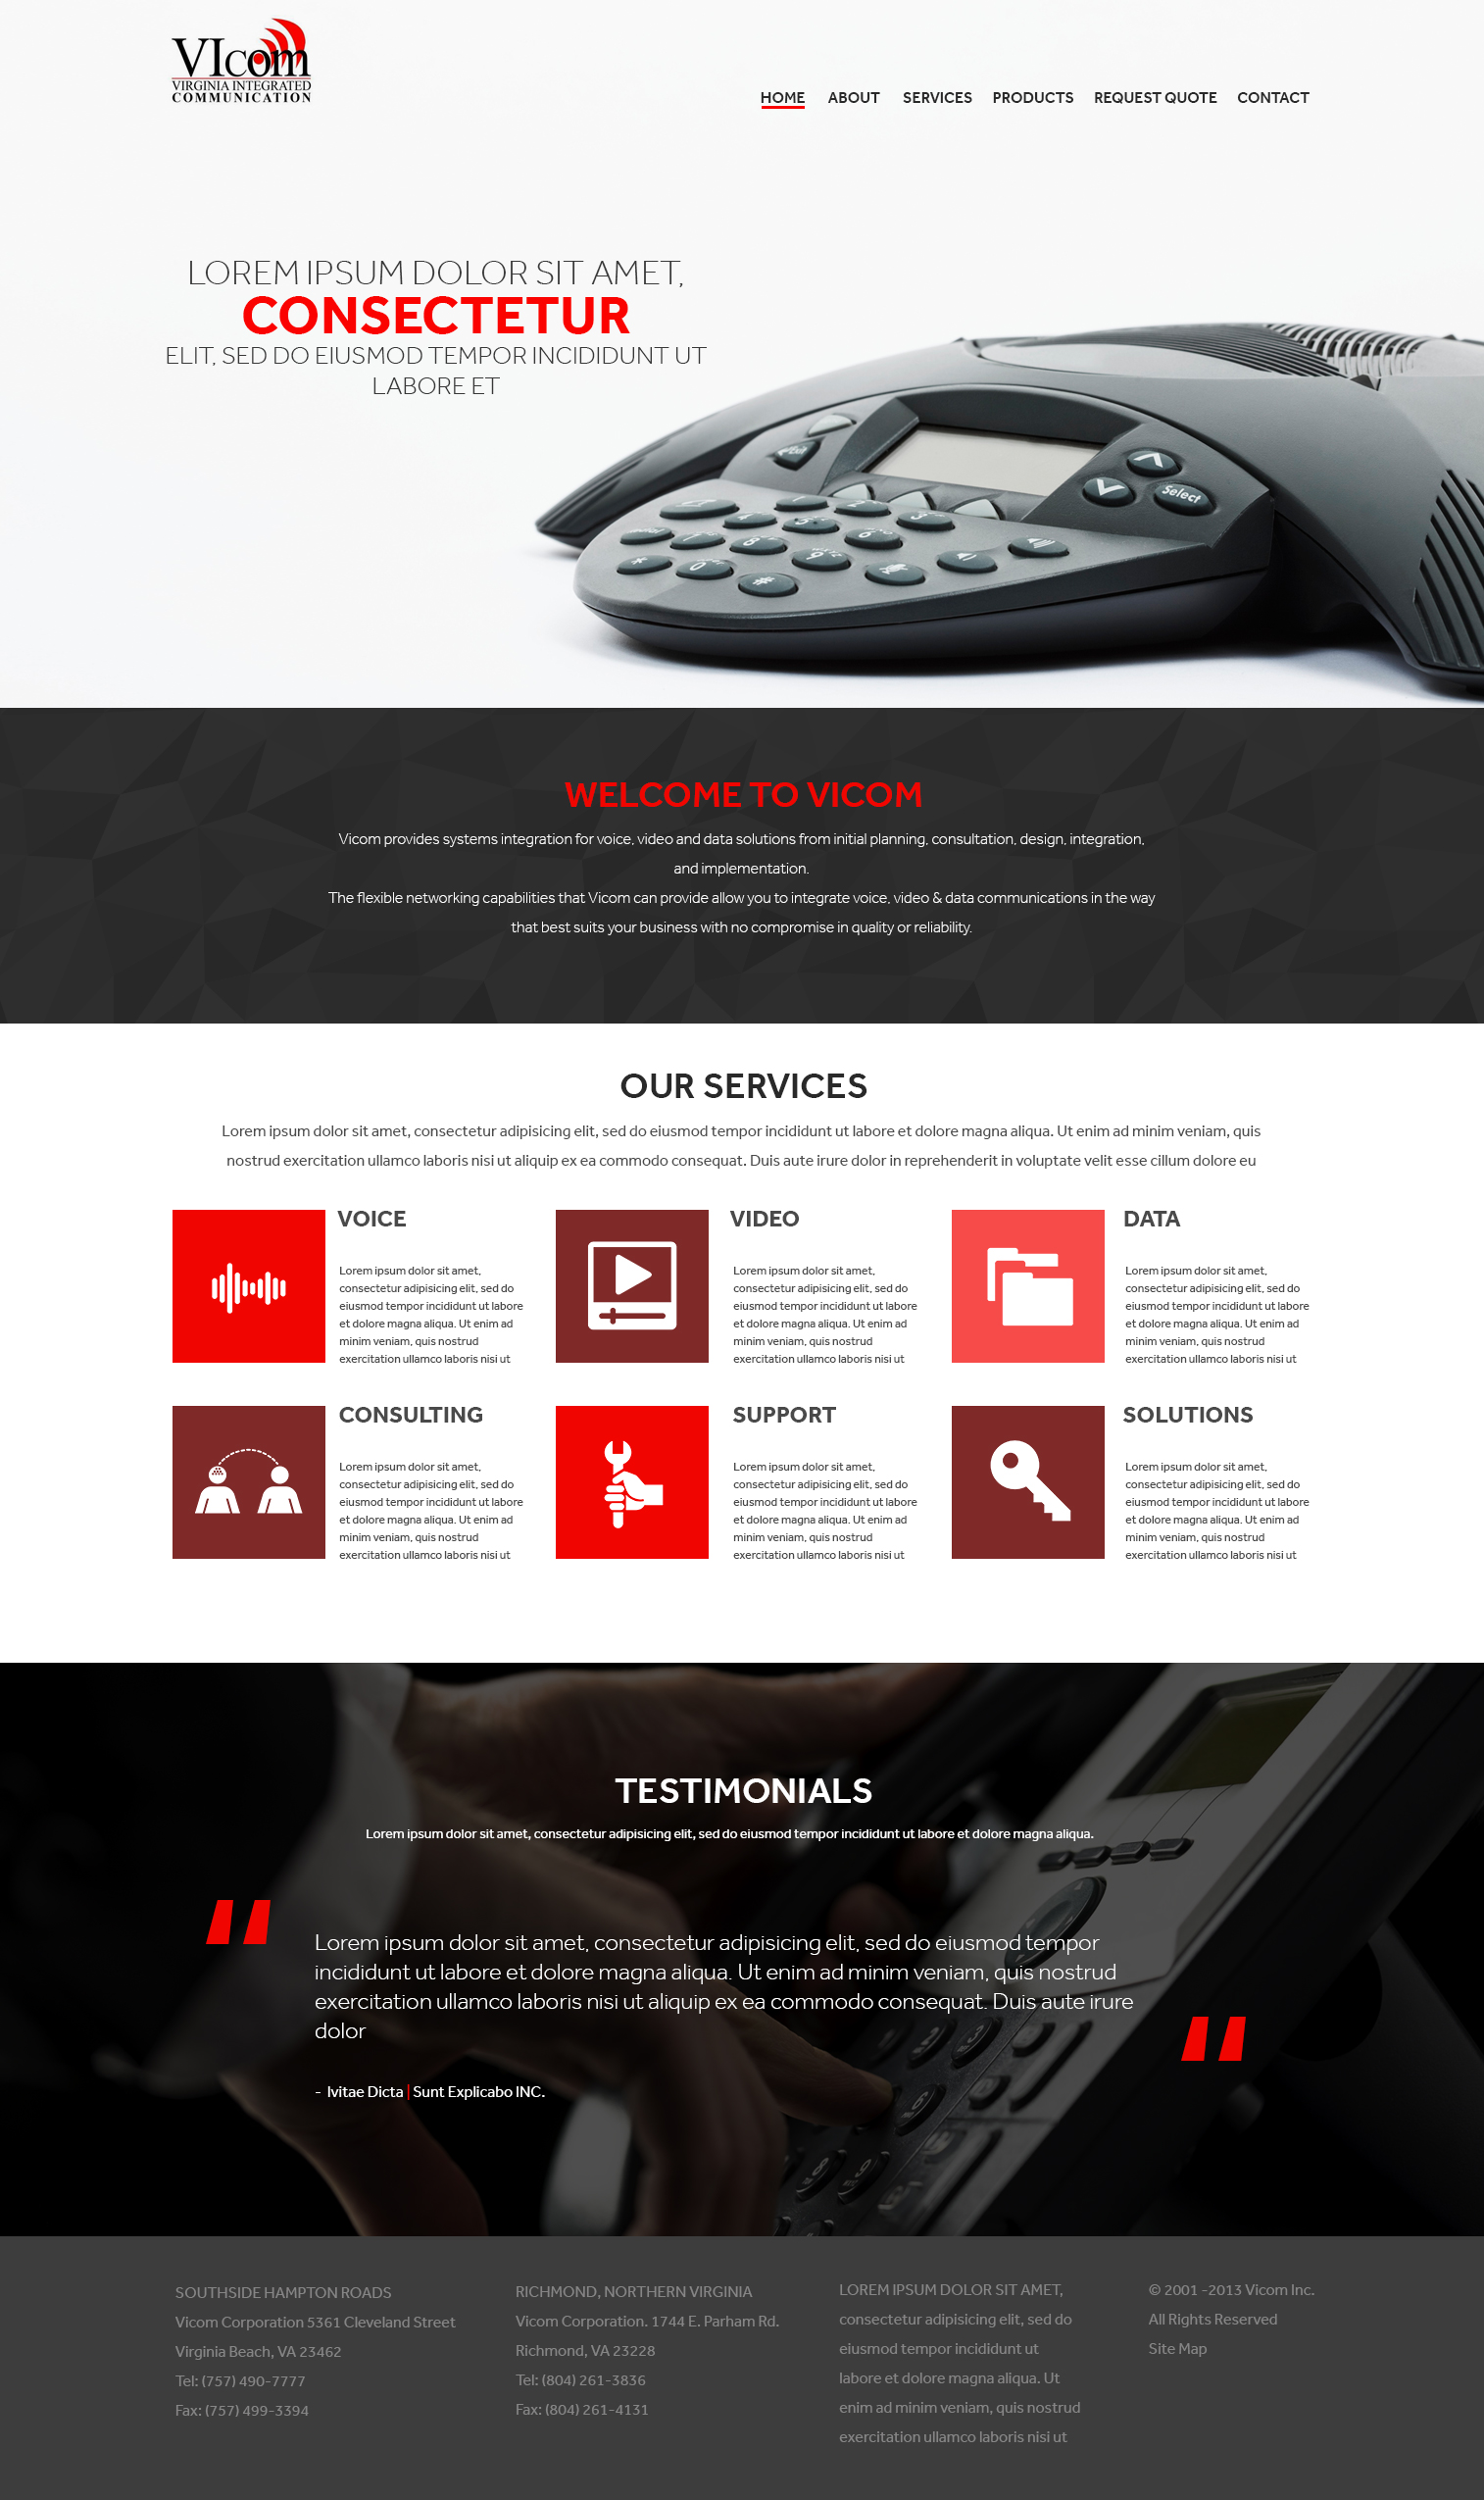 VIcom
VIRGINIA INTEGRATED
COMMUNICATION
HOME ABOUT SERVICES PRODUCTS REQUEST QUOTE CONTACT
LOREM IPSUM DOLOR SIT AMET,
CONSECTETUR
ELIT, SED DO EIUSMOD TEMPOR INCIDIDUNT UT
LABORE ET
Select
WELCOME TO VICOM
Vicom provides systems integration for voice, video and data solutions from initial planning, consultation, design, integration,
and implementation.
The flexible networking capabilities that Vicom can provide allow you to integrate voice, video & data communications in the way
that best suits your business with no compromise in quality or reliability.
OUR SERVICES
Lorem ipsum dolor sit amet, consectetur adipisicing elit, sed do eiusmod tempor incididunt ut labore et dolore magna aliqua. Ut enim ad minim veniam, quis
nostrud exercitation ullamco laboris nisi ut aliquip ex ea commodo consequat. Duis aute irure dolor in reprehenderit in voluptate velit esse cillum dolore eu
VOICE
Lorem ipsum dolor sit amet,
consectetur adipisicing elit, sed do
eiusmod tempor incididunt ut labore
et dolore magna aliqua. Ut enim ad
minim veniam, quis nostrud
exercitation ullamco laboris nisi ut
VIDEO
Lorem ipsum dolor sit amet,
consectetur adipisicing elit, sed do
eiusmod tempor incididunt ut labore
et dolore magna aliqua. Ut enim ad
minim veniam, quis nostrud
exercitation ullamco laboris nisi ut
DATA
Lorem ipsum dolor sit amet,
consectetur adipisicing elit, sed do
eiusmod tempor incididunt ut labore
et dolore magna aliqua. Ut enim ad
minim veniam, quis nostrud
exercitation ullamco laboris nisi ut
CONSULTING
Lorem ipsum dolor sit amet,
consectetur adipisicing elit, sed do
eiusmod tempor incididunt ut labore
et dolore magna aliqua. Ut enim ad
minim veniam, quis nostrud
exercitation ullamco laboris nisi ut
SUPPORT
Lorem ipsum dolor sit amet,
consectetur adipisicing elit, sed do
eiusmod tempor incididunt ut labore
et dolore magna aliqua. Ut enim ad
minim veniam, quis nostrud
exercitation ullamco laboris nisi ut
SOLUTIONS
Lorem ipsum dolor sit amet,
consectetur adipisicing elit, sed do
eiusmod tempor incididunt ut labore
et dolore magna aliqua. Ut enim ad
minim veniam, quis nostrud
exercitation ullamco laboris nisi ut
TESTIMONIALS
Lorem ipsum dolor sit amet, consectetur adipisicing elit, sed do eiusmod tempor incididunt ut labore et dolore magna aliqua.
"
Lorem ipsum dolor sit amet, consectetur adipisicing elit, sed do eiusmod tempor
incididunt ut labore et dolore magna aliqua. Ut enim ad minim veniam, quis nostrud
exercitation ullamco laboris nisi ut aliquip ex ea commodo consequat. Duis aute irure
dolor
"
- Ivitae Dicta | Sunt Explicabo INC.
SOUTHSIDE HAMPTON ROADS
Vicom Corporation 5361 Cleveland Street
Virginia Beach, VA 23462
Tel: (757) 490-7777
Fax: (757) 499-3394
RICHMOND, NORTHERN VIRGINIA
Vicom Corporation. 1744 E. Parham Rd.
Richmond, VA 23228
Tel: (804) 261-3836
Fax: (804) 261-4131
LOREM IPSUM DOLOR SIT AMET,
consectetur adipisicing elit, sed do
eiusmod tempor incididunt ut
labore et dolore magna aliqua. Ut
enim ad minim veniam, quis nostrud
exercitation ullamco laboris nisi ut
© 2001 -2013 Vicom Inc.
All Rights Reserved
Site Map